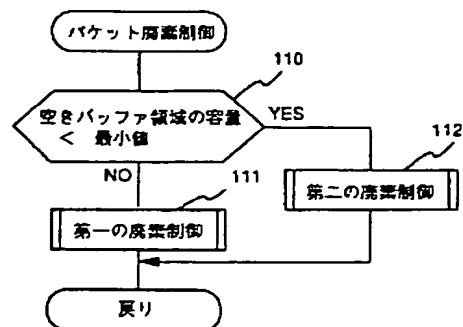 パケット廃棄制御
110
空きバッファ領域の容量
< 最小値
YES
NO
112
111
第二の廃棄制御
第一の廃棄制御
戻り